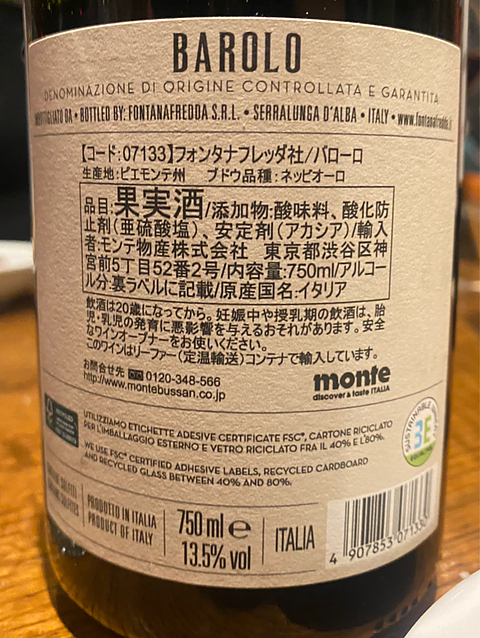 BAROLO
DENOMINAZIONE DI ORIGINE CONTROLLATA E GARANTITA
DA • BOTTLED BY: FONTANAFREDDA S.R.L. • SERRALUNGA D'ALBA • ITALY • www.fontanafredda.it
【コード:07133】フォンタナフレッダ社/バローロ
生産地:ピエモンテ州 ブドウ品種:ネッビオーロ
品目:果実酒/添加物:酸味料、酸化防
止剤(亜硫酸塩)、安定剤(アカシア)/輸入
者:モンテ物産株式会社 東京都渋谷区神
宮前5丁目52番2号/内容量:750ml/アルコー
ル分:裏ラベルに記載/原産国名:イタリア
飲酒は20歳になってから。妊娠中や授乳期の飲酒は、胎
児・乳児の発育に悪影響を与えるおそれがあります。安全
なワインオープナーをお使いください。
このワインはリーファー(定温輸送)コンテナで輸入しています。
お問合せ先 0120-348-566
http://www.montebussan.co.jp
monte
discover & taste ITALIA
UTILIZZIAMO ETICHETTE ADESIVE CERTIFICATE FSC®, CARTONE RICICLATO
PER L'IMBALLAGGIO ESTERNO E VETRO RICICLATO FRA IL 40% E L'80%.
WE USE FSC® CERTIFIED ADHESIVE LABELS, RECYCLED CARDBOARD
AND RECYCLED GLASS BETWEEN 40% AND 80%.
SUSTAINABLE
BE
PRODOTTO IN ITALIA
PRODUCT OF ITALY
750 ml e
13.5% vol
ITALIA
4 907853 07133